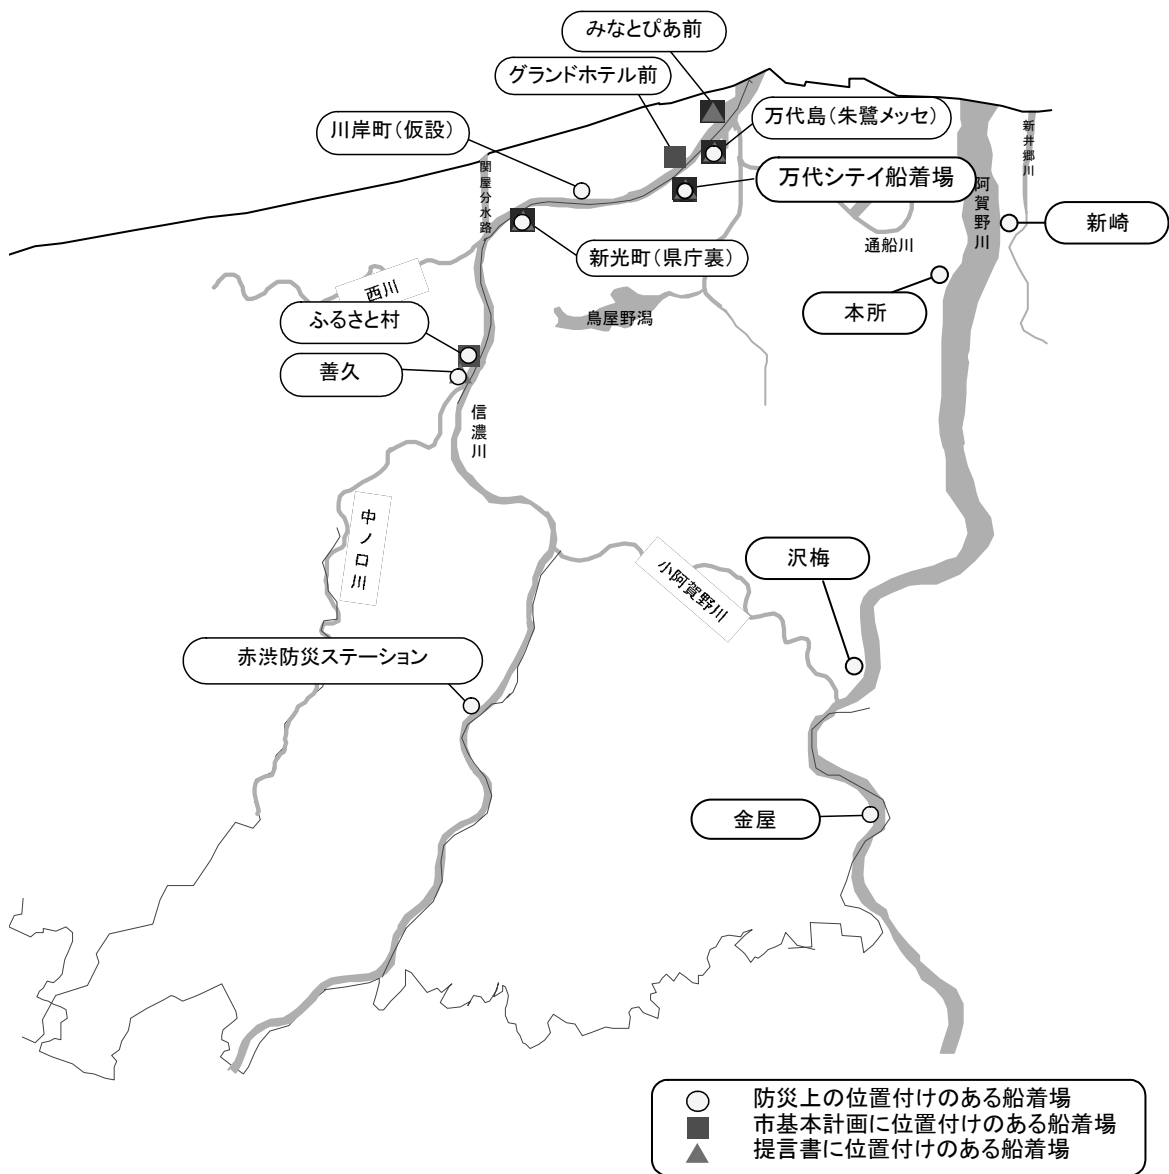 みなとぴあ前
グランドホテル前
川岸町(仮設)
万代島(朱鷺メッセ)
新井郷川
関屋分水路
万代シテイ船着場
阿賀野川
新崎
通船川
新光町(県庁裏)
西川
本所
ふるさと村
鳥屋野潟
善久
信濃川
中ノ口川
沢梅
小阿賀野川
赤渋防災ステーション
金屋
防災上の位置付けのある船着場
市基本計画に位置付けのある船着場
提言書に位置付けのある船着場